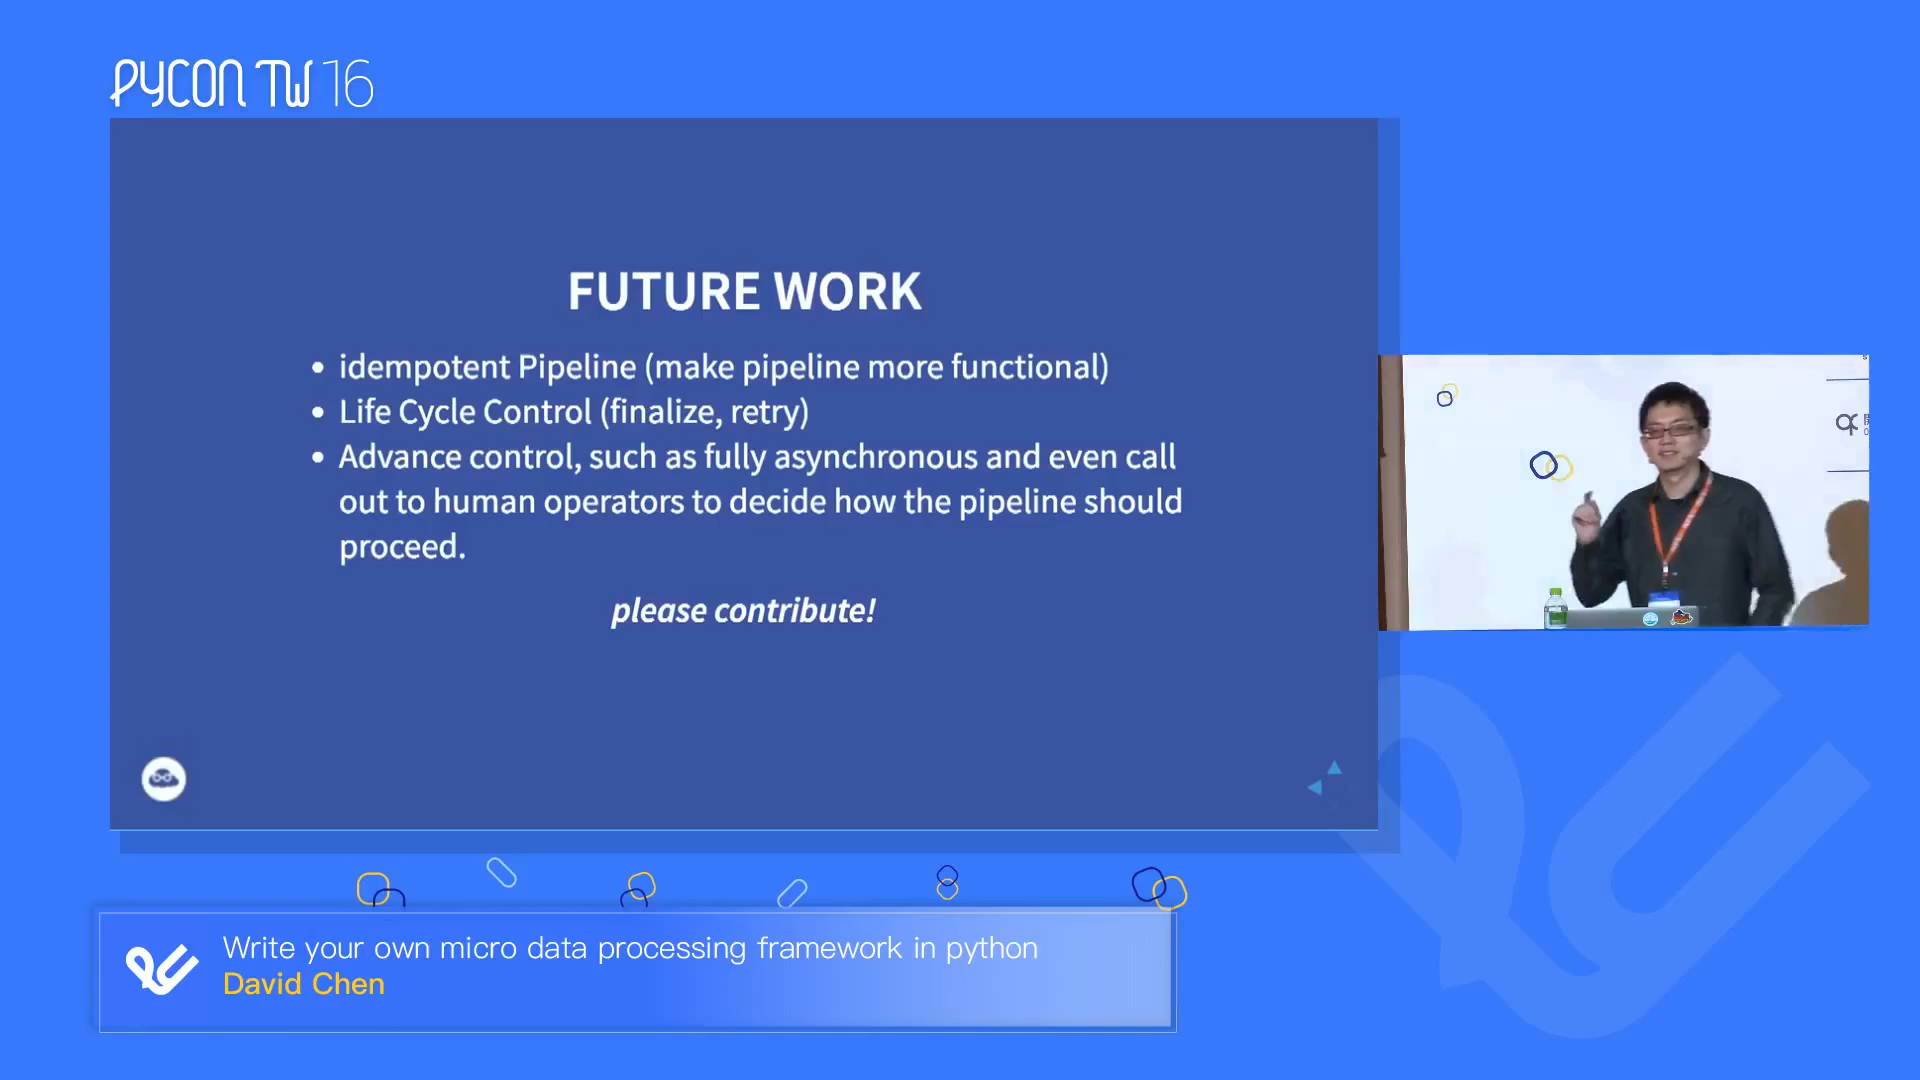 PYCON TW 16
FUTURE WORK
• idempotent Pipeline (make pipeline more functional)
• Life Cycle Control (finalize, retry)
• Advance control, such as fully asynchronous and even call
out to human operators to decide how the pipeline should
proceed.
please contribute!
Write your own micro data processing framework in python
David Chen